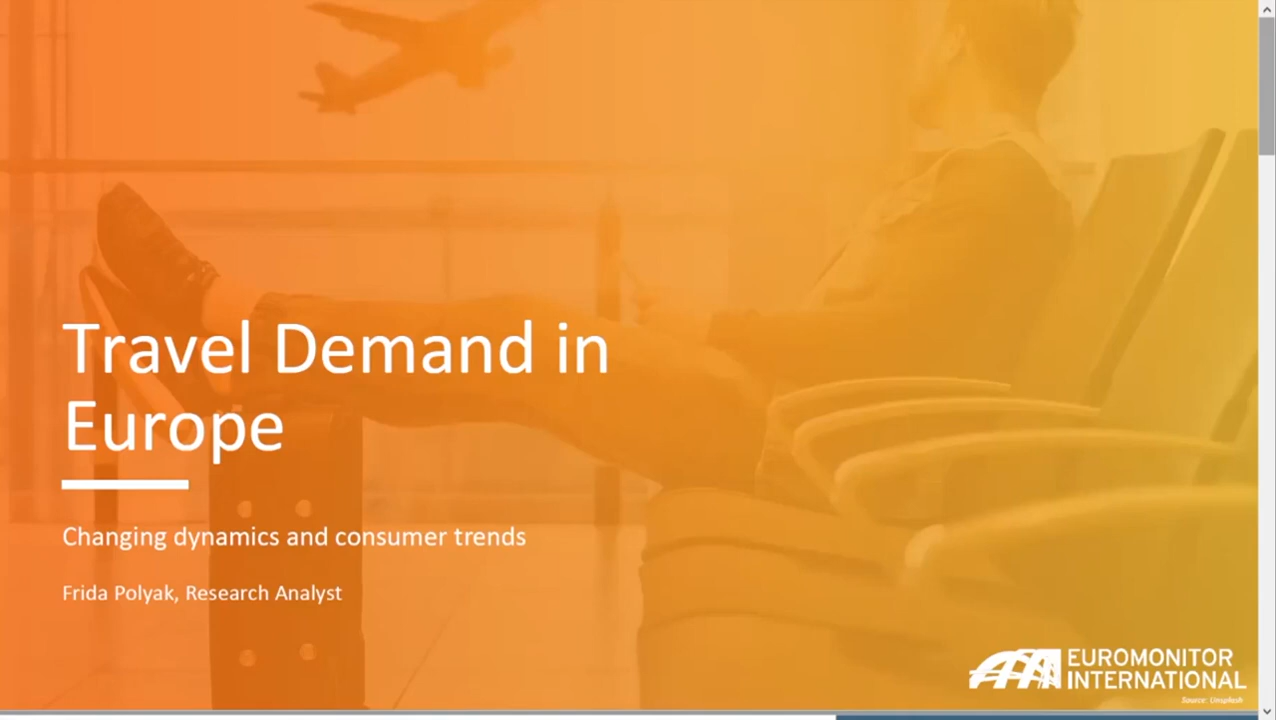 Travel Demand in
Europe
Changing dynamics and consumer trends
Frida Polyak, Research Analyst
EUROMONITOR
INTERNATIONAL
Source: Unsplash